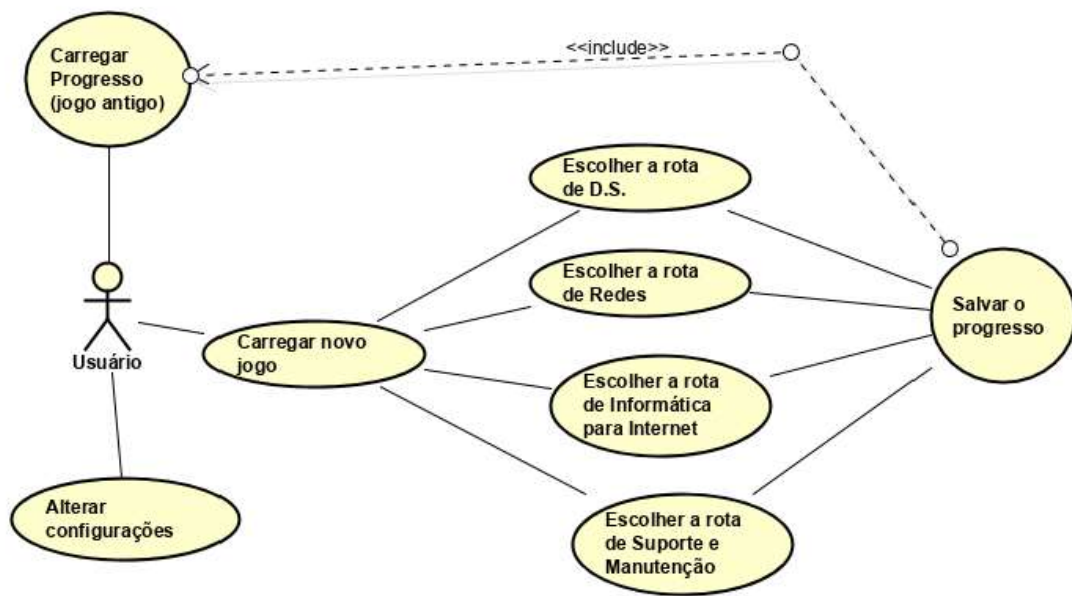 Carregar
Progresso
(jogo antigo)
<<include>>
Escolher a rota
de D.S.
Escolher a rota
de Redes
Salvar o
progresso
Usuário
Carregar novo
jogo
Escolher a rota
de Informática
para Internet
Alterar
configurações
Escolher a rota
de Suporte e
Manutenção